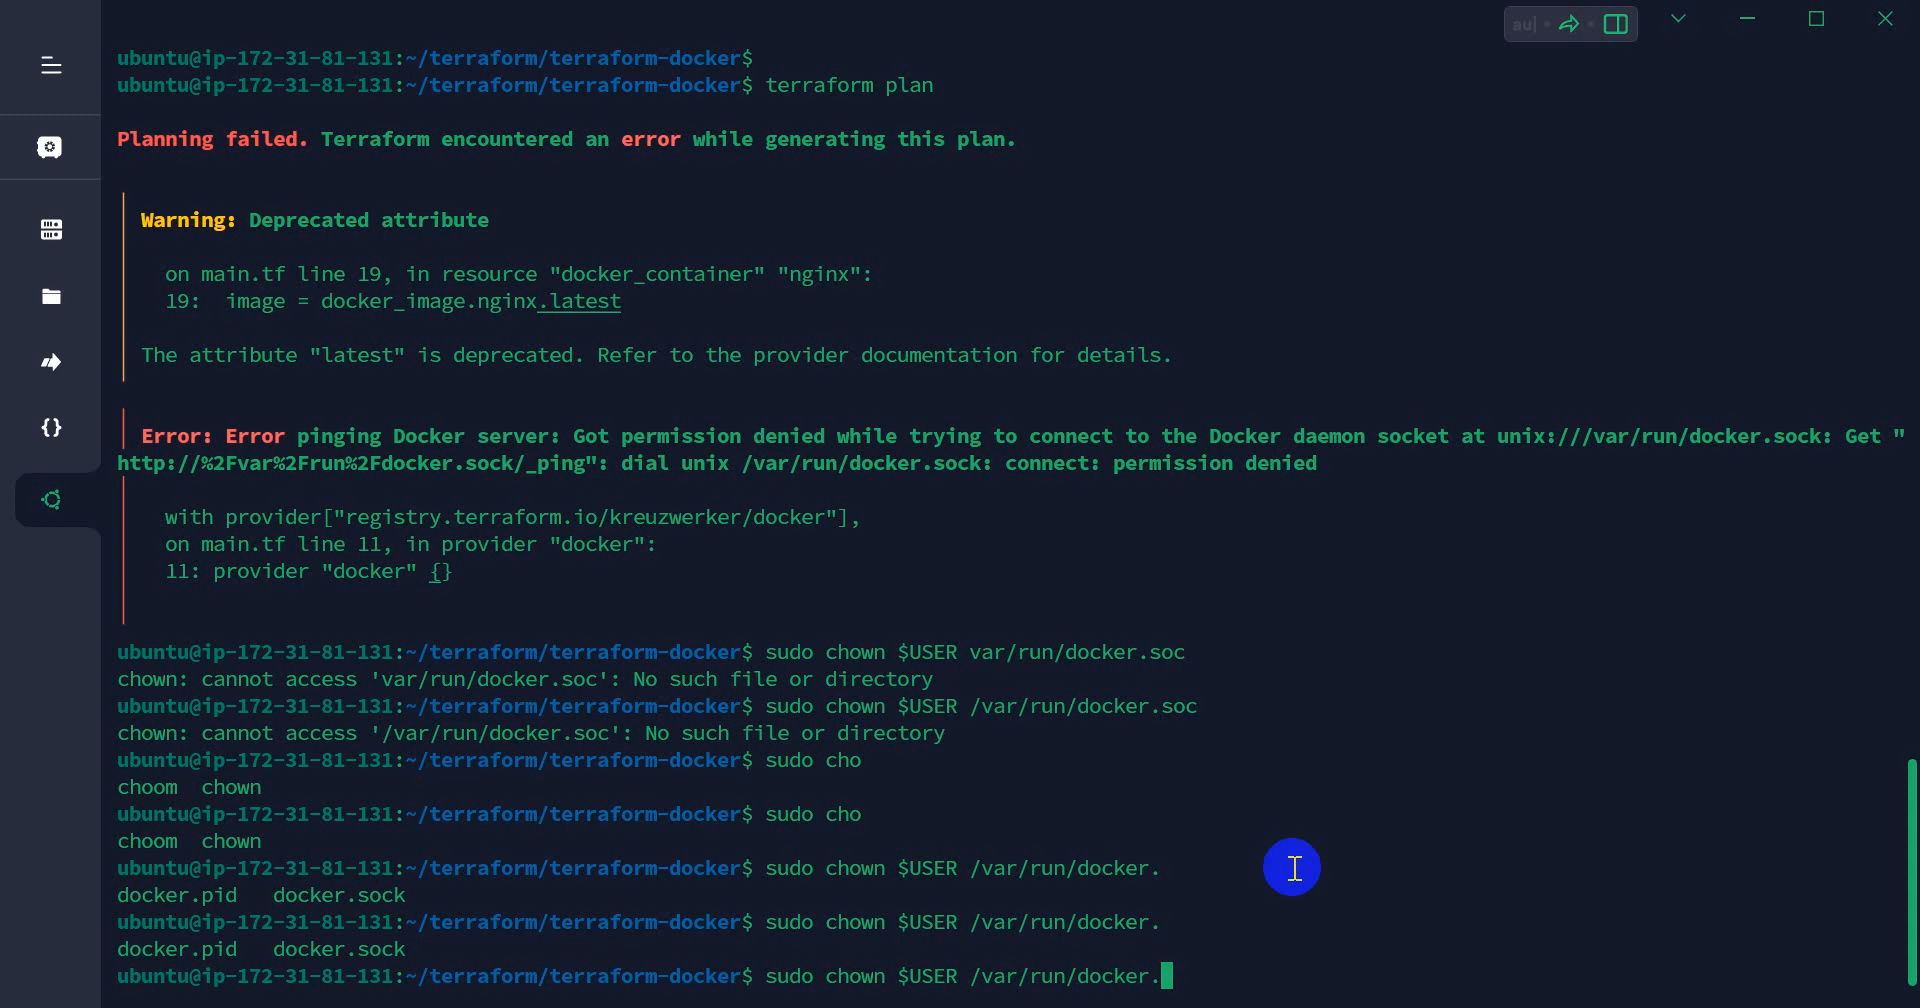 au|
ubuntu@ip-172-31-81-131:~/terraform/terraform-docker$
ubuntu@ip-172-31-81-131:~/terraform/terraform-docker$ terraform plan
Planning failed. Terraform encountered an error while generating this plan.
Warning: Deprecated attribute
on main.tf line 19, in resource "docker_container" "nginx":
19: image = docker_image.nginx.latest
The attribute "latest" is deprecated. Refer to the provider documentation for details.
Error: Error pinging Docker server: Got permission denied while trying to connect to the Docker daemon socket at unix:///var/run/docker.sock: Get "
http://%2Fvar%2Frun%2Fdocker.sock/_ping": dial unix /var/run/docker.sock: connect: permission denied
with provider["registry.terraform.io/kreuzwerker/docker"],
on main.tf line 11, in provider "docker":
11: provider "docker" {}
ubuntu@ip-172-31-81-131:~/terraform/terraform-docker$ sudo chown $USER var/run/docker.soc
chown: cannot access 'var/run/docker.soc': No such file or directory
ubuntu@ip-172-31-81-131:~/terraform/terraform-docker$ sudo chown $USER /var/run/docker.soc
chown: cannot access '/var/run/docker.soc': No such file or directory
ubuntu@ip-172-31-81-131:~/terraform/terraform-docker$ sudo cho
choom chown
ubuntu@ip-172-31-81-131:~/terraform/terraform-docker$ sudo cho
choom chown
ubuntu@ip-172-31-81-131:~/terraform/terraform-docker$ sudo chown $USER /var/run/docker.
docker.pid docker.sock
ubuntu@ip-172-31-81-131:~/terraform/terraform-docker$ sudo chown $USER /var/run/docker.
docker.pid docker.sock
ubuntu@ip-172-31-81-131:~/terraform/terraform-docker$ sudo chown $USER /var/run/docker.